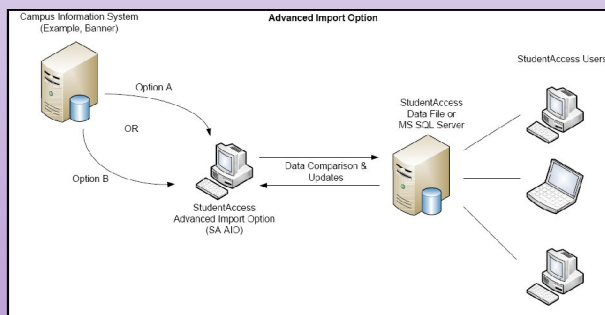 Campus Information System
(Example, Banner)
Advanced Import Option
StudentAccess Users
Option A
OR
Option B
StudentAccess
Data File or
MS SQL Server
Data Comparison &
Updates
StudentAccess
Advanced Import Option
(SA AIO)